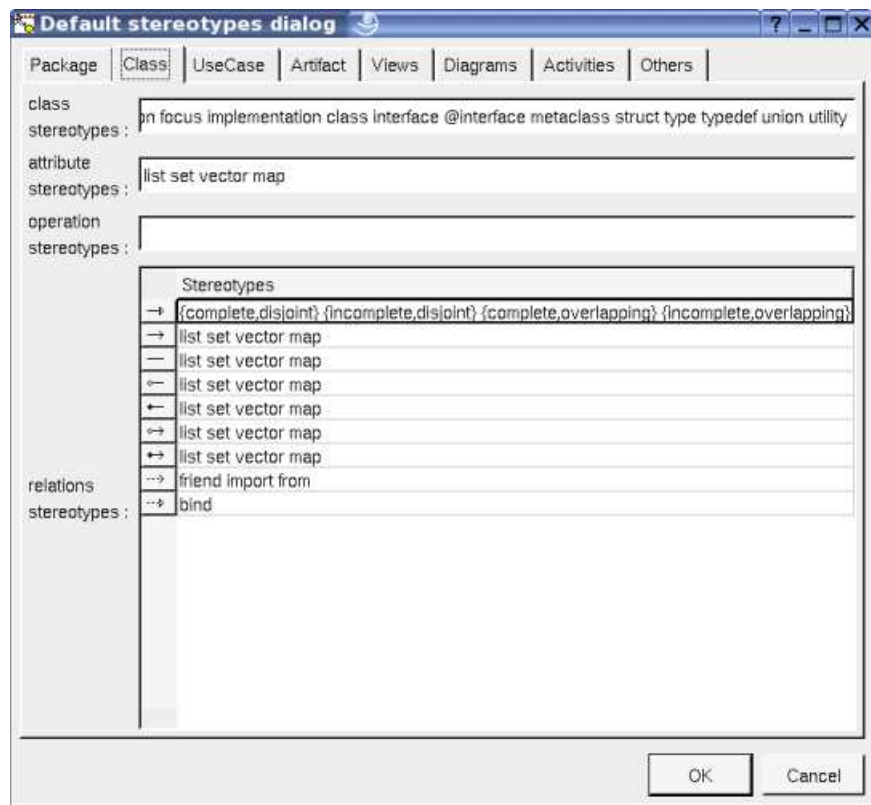 Default stereotypes dialog
Package Class UseCase Artifact Views Diagrams Activities Others
class
stereotypes :
on focus implementation class interface @interface metaclass struct type typedef union utility
attribute
stereotypes :
list set vector map
operation
stereotypes :
Stereotypes
{complete,disjoint} {incomplete,disjoint} {complete,overlapping} {incomplete,overlapping}
list set vector map
list set vector map
list set vector map
list set vector map
list set vector map
list set vector map
friend import from
bind
relations
stereotypes :
OK Cancel